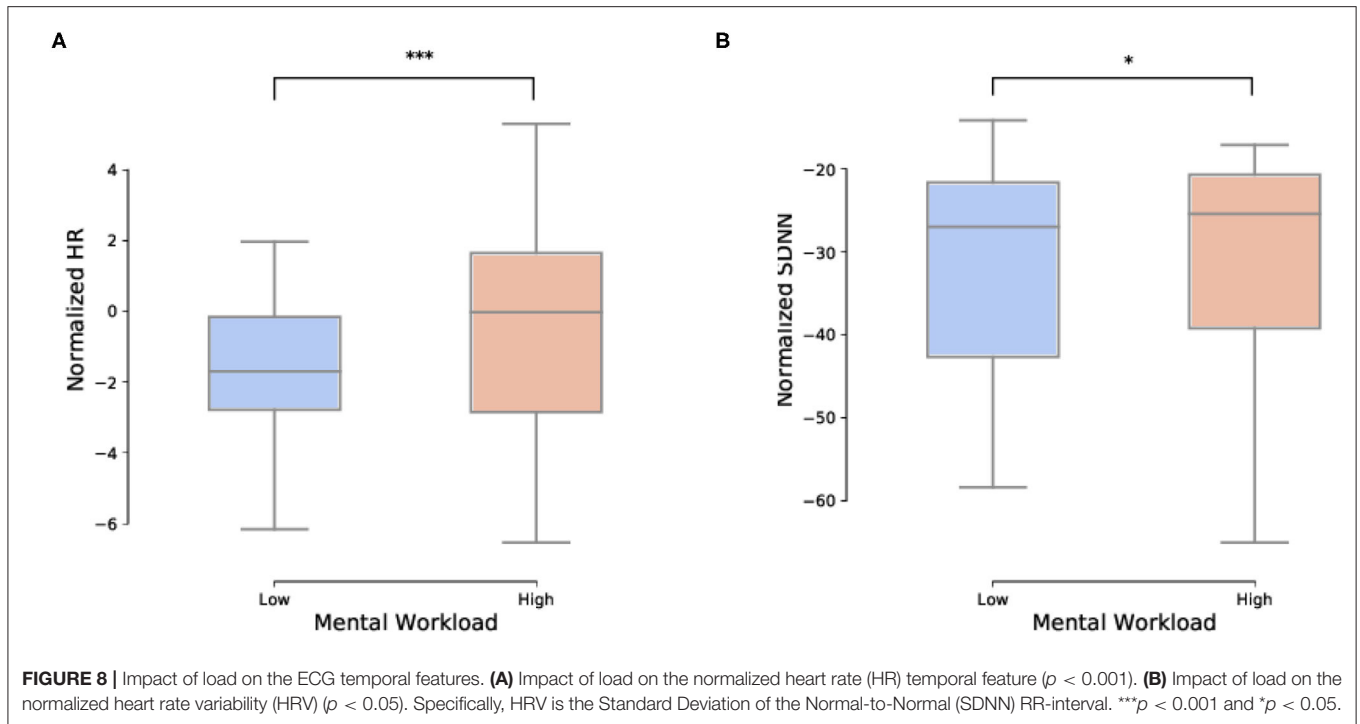 A
***
Normalized HR
4
2
0
−2
−4
−6
Low
High
Mental Workload
B
*
Normalized SDNN
−20
−30
−40
−50
−60
Low
High
Mental Workload
FIGURE 8 | Impact of load on the ECG temporal features. (A) Impact of load on the normalized heart rate (HR) temporal feature (p < 0.001). (B) Impact of load on the
normalized heart rate variability (HRV) (p < 0.05). Specifically, HRV is the Standard Deviation of the Normal-to-Normal (SDNN) RR-interval. ***p < 0.001 and *p < 0.05.